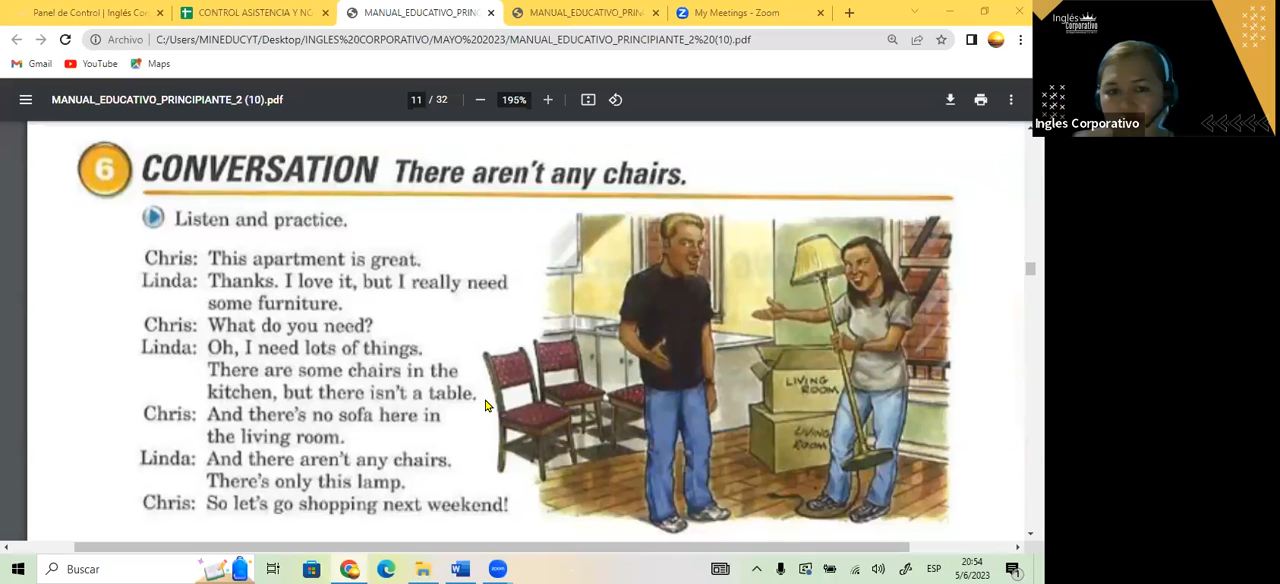 Panel de Control | Inglés Cor
CONTROL ASISTENCIA Y NO
MANUAL_EDUCATIVO_PRINC
MANUAL_EDUCATIVO_PRIN
My Meetings - Zoom
Archivo
C:/Users/MINEDUCYT/Desktop/INGLES%20CORPORATIVO/MAYO%202023/MANUAL_EDUCATIVO_PRINCIPIANTE_2%20(10).pdf
Gmail
YouTube
Maps
MANUAL_EDUCATIVO_PRINCIPIANTE_2 (10).pdf
11 / 32
195%
Inglés
Corporativo
Ingles Corporativo
6 CONVERSATION There aren't any chairs.
Listen and practice.
Chris: This apartment is great.
Linda: Thanks. I love it, but I really need
some furniture.
Chris: What do you need?
Linda: Oh, I need lots of things.
There are some chairs in the
kitchen, but there isn't a table.
Chris: And there's no sofa here in
the living room.
Linda: And there aren't any chairs.
There's only this lamp.
Chris: So let's go shopping next weekend!
LIVING
ROOM
LIVING
ROOM
Buscar
ESP
20:54
5/6/2023